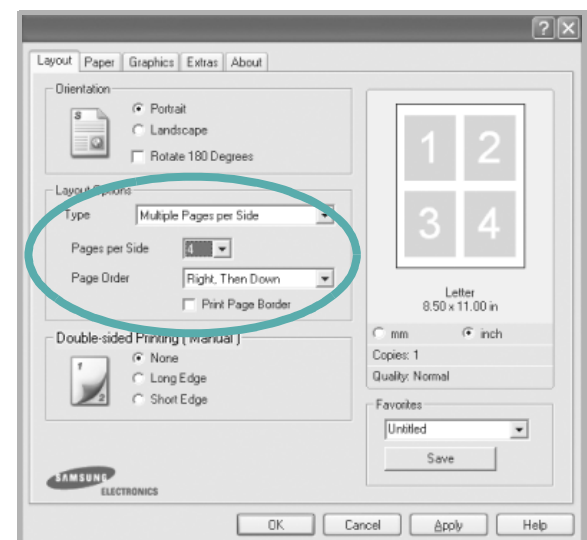 Layout Paper Graphics Extras About
Orientation
S
Portrait
Landscape
Rotate 180 Degrees
Layout Options
Type Multiple Pages per Side
Pages per Side 4
Page Order Right, Then Down
Print Page Border
Double-sided Printing ( Manual )
1
2
None
Long Edge
Short Edge
SAMSUNG
ELECTRONICS
1 2
3 4
Letter
8.50 x 11.00 in
mm inch
Copies: 1
Quality: Normal
Favorites
Untitled
Save
OK Cancel Apply Help